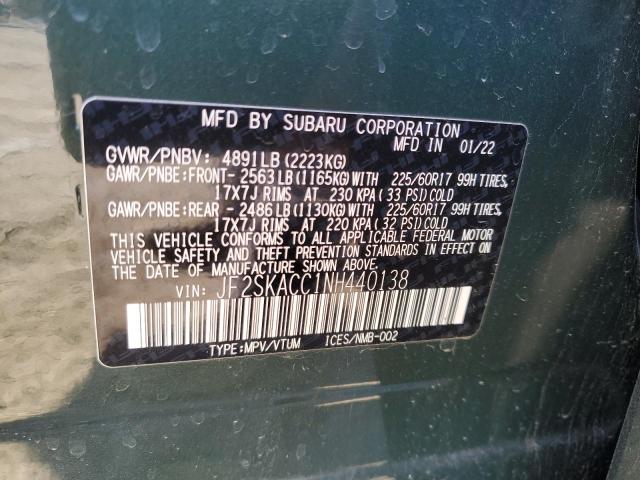 MFD BY SUBARU CORPORATION
MFD IN 01/22
GVWR/PNBV: 4891LB (2223KG)
GAWR/PNBE:FRONT- 2563LB (1165KG)WITH 225/60R17 99H TIRES,
17X7J RIMS AT 230 KPA (33 PSI)COLD
GAWR/PNBE:REAR - 2486LB (1130KG)WITH 225/60R17 99H TIRES,
17X7J RIMS AT 220 KPA (32 PSI)COLD
THIS VEHICLE CONFORMS TO ALL APPLICABLE FEDERAL MOTOR
VEHICLE SAFETY AND THEFT PREVENTION STANDARDS IN EFFECT ON
THE DATE OF MANUFACTURE SHOWN ABOVE.
VIN: JF2SKACC1NH440138
TYPE:MPV/VTUM ICES/NMB-002